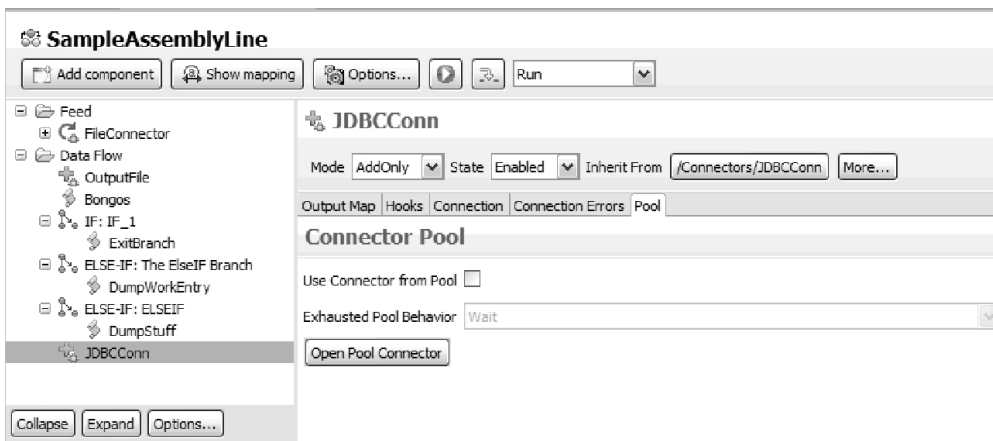 SampleAssemblyLine
Add component Show mapping Options... Run
Feed
FileConnector
Data Flow
OutputFile
Bongos
IF: IF_1
ExitBranch
ELSE-IF: The ElseIF Branch
DumpWorkEntry
ELSE-IF: ELSEIF
DumpStuff
JDBCConn
Collapse Expand Options...
JDBCConn
Mode AddOnly State Enabled Inherit From /Connectors/JDBCConn More...
Output Map Hooks Connection Connection Errors Pool
Connector Pool
Use Connector from Pool
Exhausted Pool Behavior Wait
Open Pool Connector